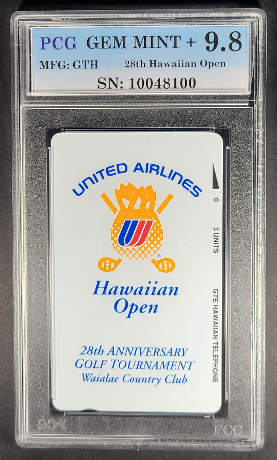 PCG GEM MINT + 9.8
MFG: GTH 28th Hawaiian Open
SN: 10048100
UNITED AIRLINES
Hawaiian
Open
28th ANNIVERSARY
GOLF TOURNAMENT
Waialae Country Club
3 UNITS
GTE HAWAIIAN TELEPHONE
PCG